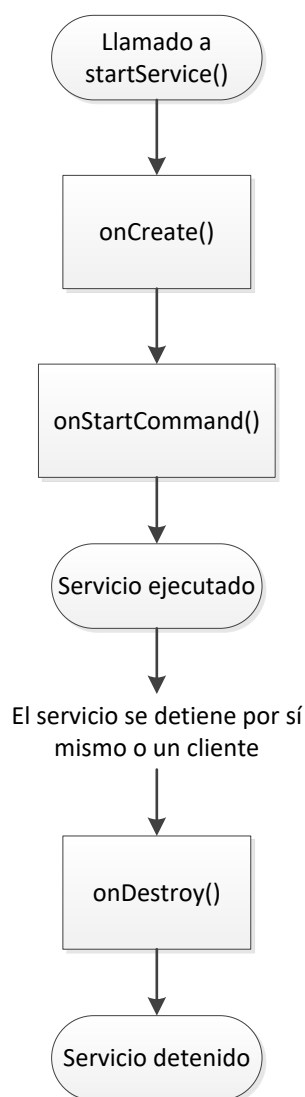 Llamado a
startService()
onCreate()
onStartCommand()
Servicio ejecutado
El servicio se detiene por sí
mismo o un cliente
onDestroy()
Servicio detenido